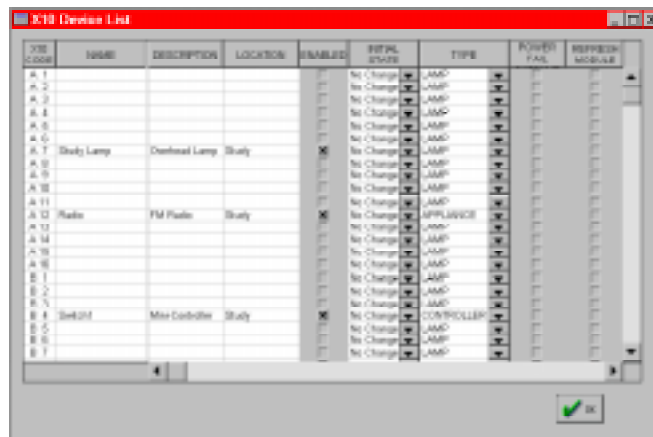 X10 Device List
X10 CODE NAME DESCRIPTION LOCATION ENABLED INITIAL STATE TYPE POWER FAIL REFRESH MODULE
A 1 No Change LAMP
A 2 No Change LAMP
A 3 No Change LAMP
A 4 No Change LAMP
A 5 No Change LAMP
A 6 No Change LAMP
A 7 Study Lamp Overhead Lamp Study No Change LAMP
A 8 No Change LAMP
A 9 No Change LAMP
A 10 No Change LAMP
A 11 No Change LAMP
A 12 Radio FM Radio Study No Change APPLIANCE
A 13 No Change LAMP
A 14 No Change LAMP
A 15 No Change LAMP
A 16 No Change LAMP
B 1 No Change LAMP
B 2 No Change LAMP
B 3 No Change LAMP
B 4 Mini Controller Study No Change CONTROLLER
B 5 No Change LAMP
B 6 No Change LAMP
B 7 No Change LAMP
OK